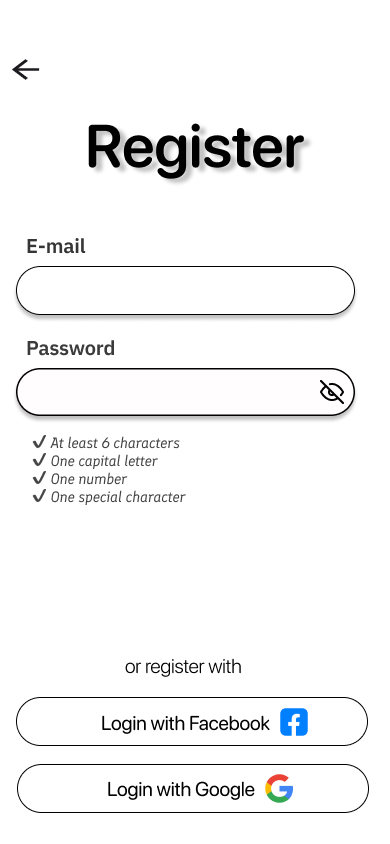 Register
E-mail
Password
✔ At least 6 characters
✔ One capital letter
✔ One number
✔ One special character
or register with
Login with Facebook
Login with Google